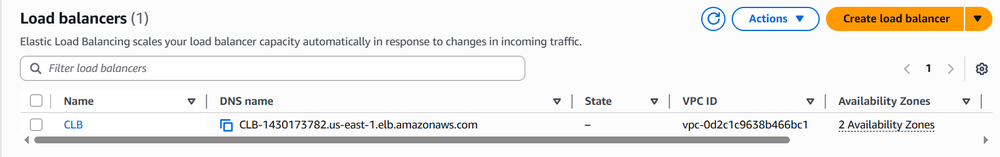 Load balancers (1)
Actions
Create load balancer
Elastic Load Balancing scales your load balancer capacity automatically in response to changes in incoming traffic.
Filter load balancers
1
Name DNS name State VPC ID Availability Zones
CLB CLB-1430173782.us-east-1.elb.amazonaws.com – vpc-0d2c1c9638b466bc1 2 Availability Zones